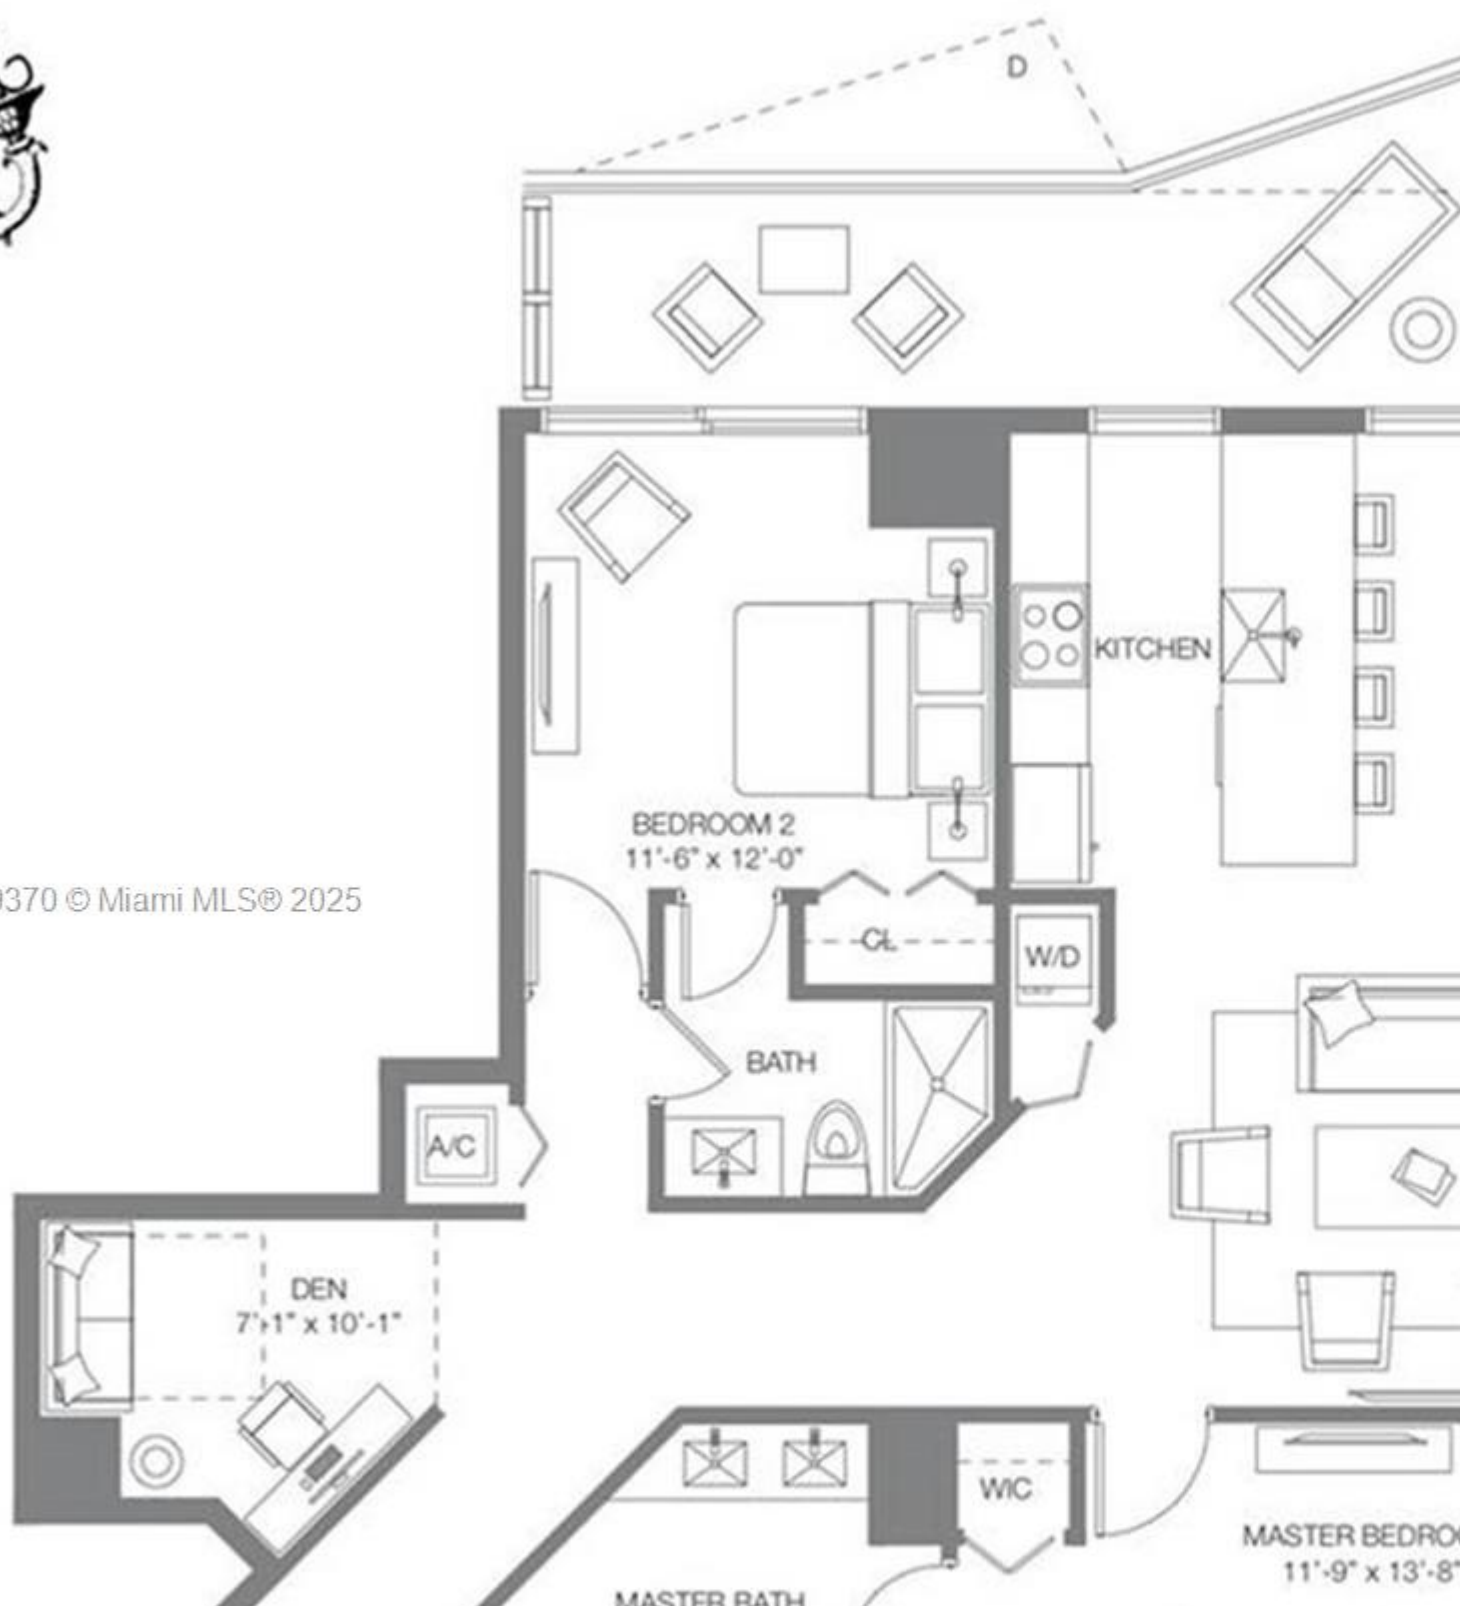 D
KITCHEN
BEDROOM 2
11'-6" x 12'-0"
9370 © Miami MLS® 2025
CL
W/D
BATH
A/C
DEN
7'-1" x 10'-1"
WIC
MASTER BEDRO
11'-9" x 13'-8"
MASTER BATH